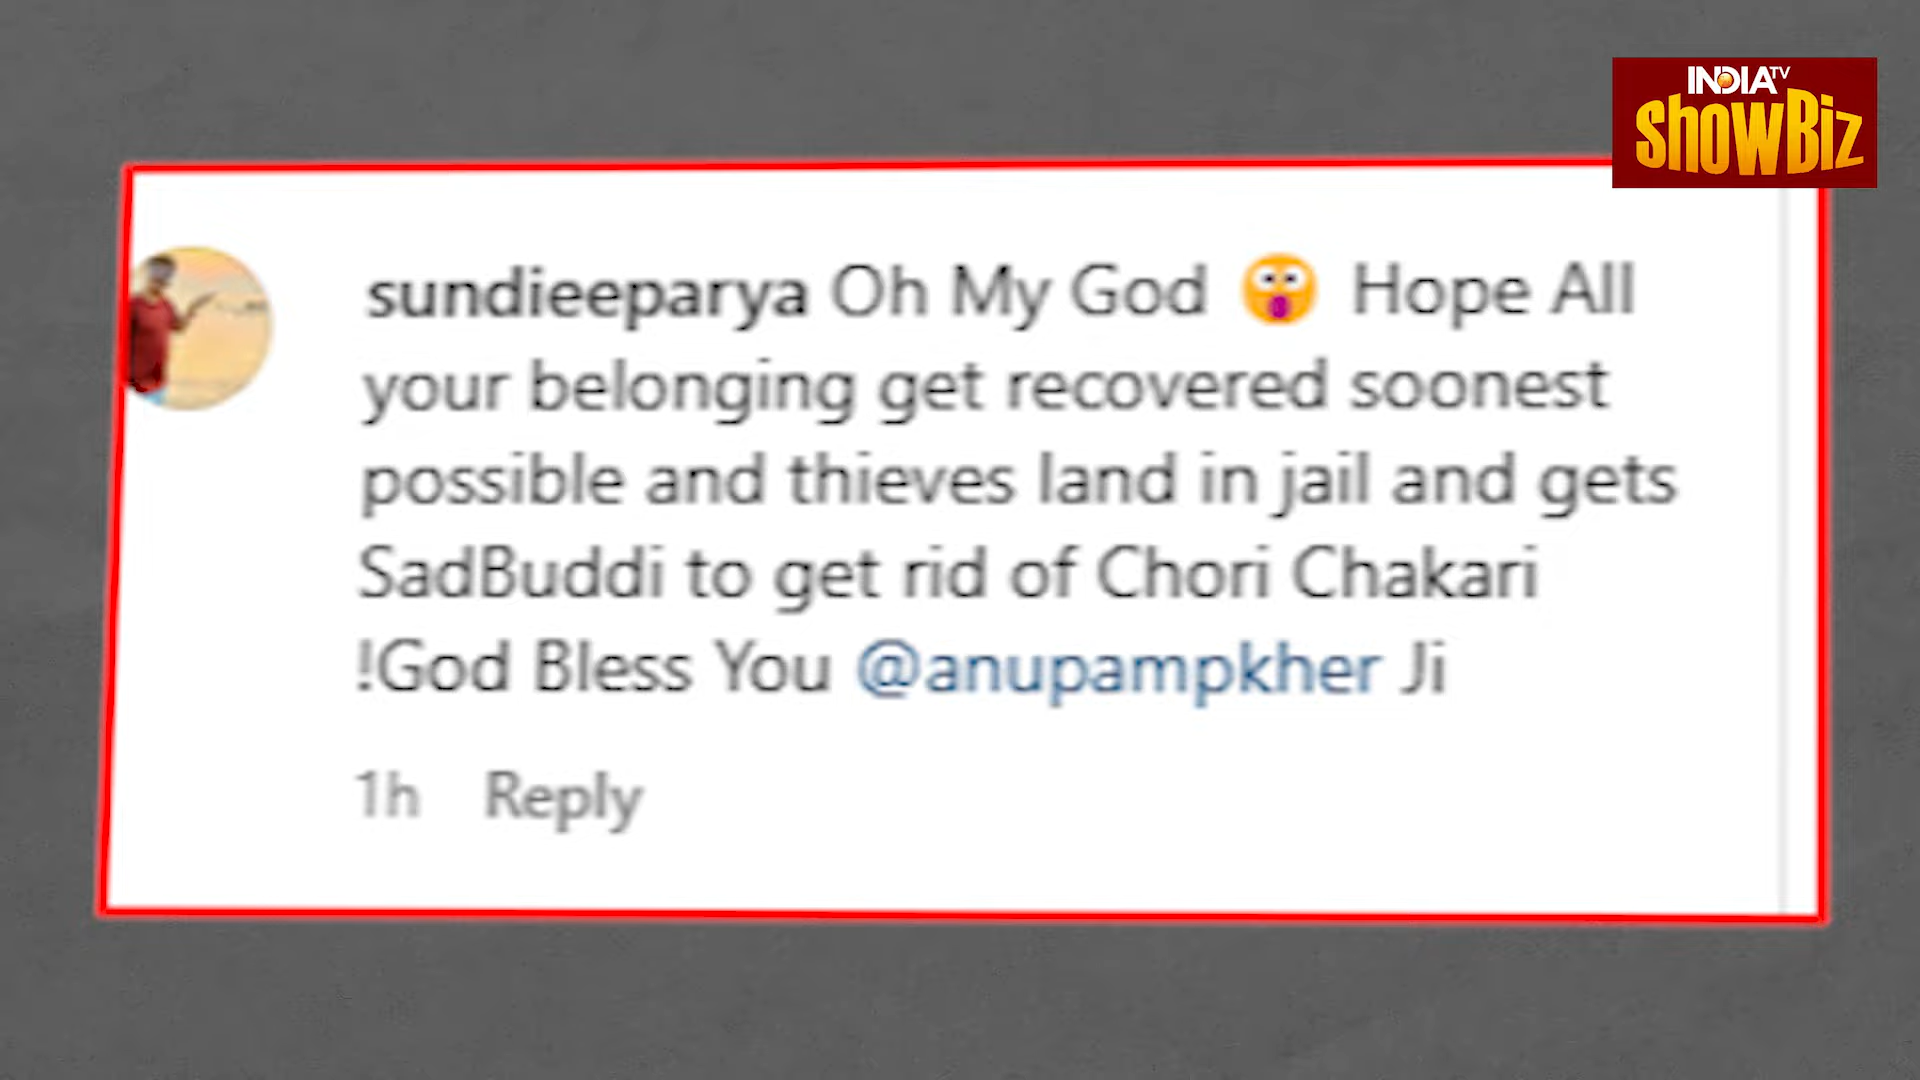 INDIA TV
ShowBiz
sundieeparya Oh My God 😲 Hope All
your belonging get recovered soonest
possible and thieves land in jail and gets
SadBuddi to get rid of Chori Chakari
!God Bless You @anupampkher Ji
1h Reply